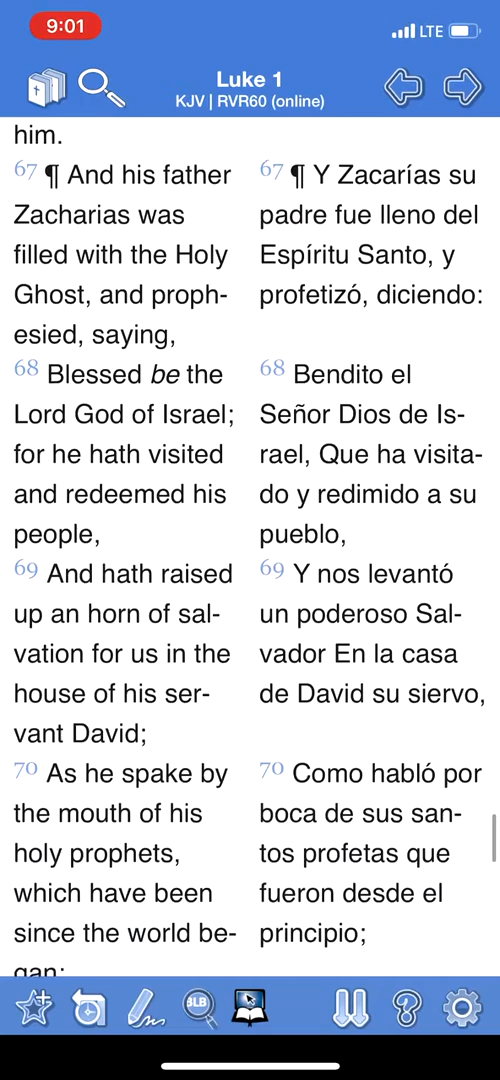 9:01
LTE
Luke 1
KJV | RVR60 (online)
him.
67 ¶ And his father
Zacharias was
filled with the Holy
Ghost, and proph-
esied, saying,
68 Blessed be the
Lord God of Israel;
for he hath visited
and redeemed his
people,
69 And hath raised
up an horn of sal-
vation for us in the
house of his ser-
vant David;
70 As he spake by
the mouth of his
holy prophets,
which have been
since the world be-
gan:
67 ¶ Y Zacarías su
padre fue lleno del
Espíritu Santo, y
profetizó, diciendo:
68 Bendito el
Señor Dios de Is-
rael, Que ha visita-
do y redimido a su
pueblo,
69 Y nos levantó
un poderoso Sal-
vador En la casa
de David su siervo,
70 Como habló por
boca de sus san-
tos profetas que
fueron desde el
principio;
BLB